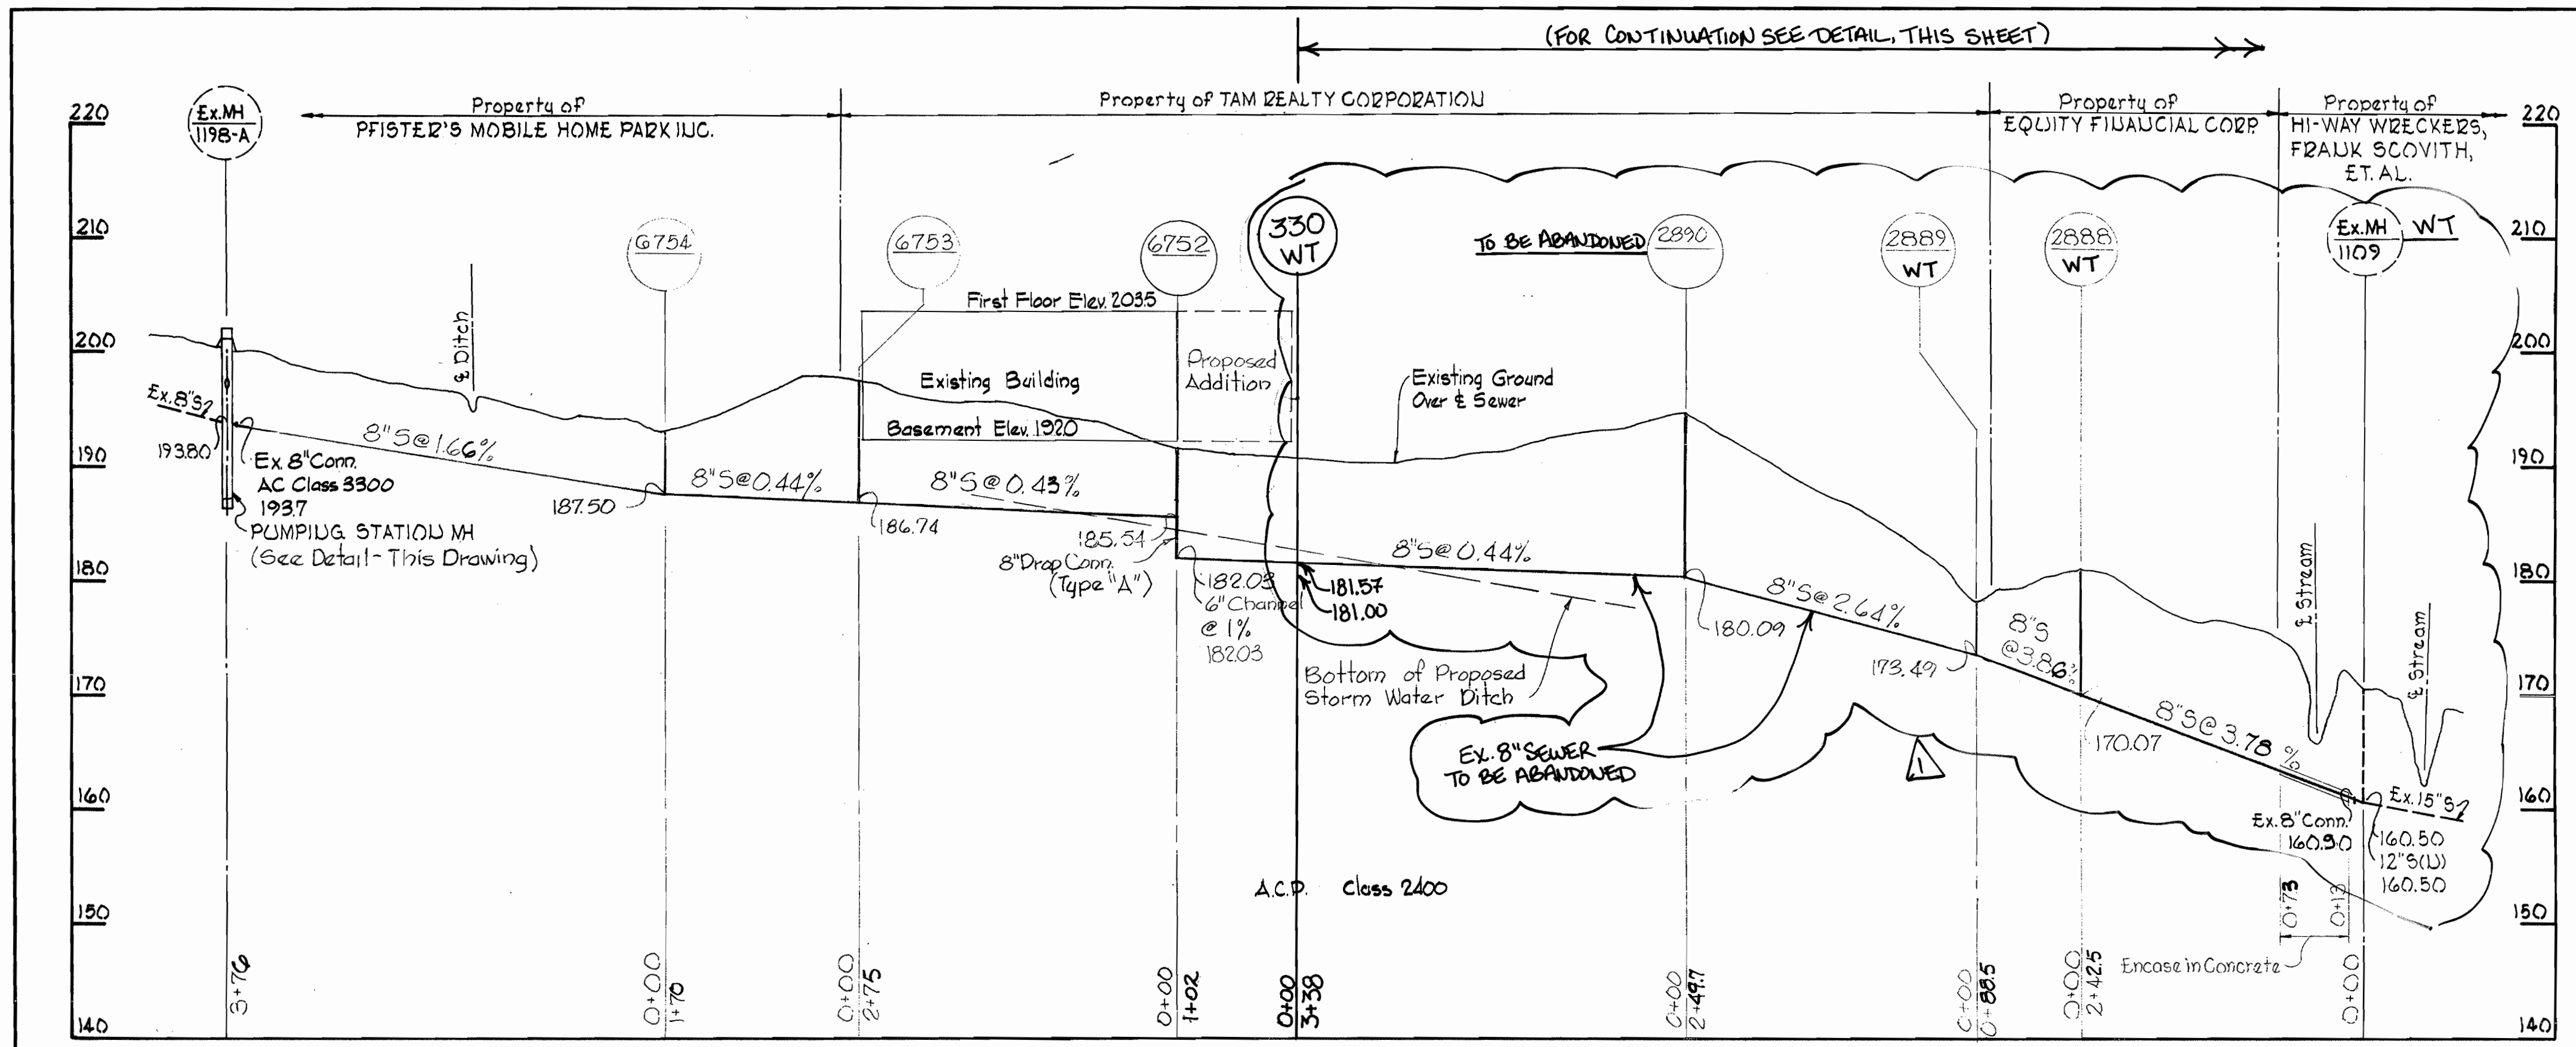 (FOR CONTINUATION SEE DETAIL, THIS SHEET)
Property of
PFISTER'S MOBILE HOME PARK INC.
Property of TAM REALTY CORPORATION
Property of
EQUITY FINANCIAL CORP.
Property of
HI-WAY WRECKERS,
FRANK SCOVITH,
ET. AL.
220
210
200
190
180
170
160
150
140
220
210
200
190
180
170
160
150
140
Ex. MH
1198-A
6754
6753
6752
330
WT
TO BE ABANDONED
2890
2889
WT
2888
WT
Ex. MH
1109
WT
First Floor Elev. 203.5
℄ Ditch
Existing Building
Proposed
Addition
Basement Elev. 192.0
Existing Ground
Over ℄ Sewer
Ex. 8"S
193.80
8"S @ 1.66%
Ex. 8" Conn.
AC Class 3300
193.7
PUMPING STATION MH
(See Detail - This Drawing)
187.50
8"S @ 0.44%
186.74
8"S @ 0.43%
185.54
8" Drop Conn.
(Type "A")
182.03
6" Channel
@ 1%
182.03
181.57
181.00
8"S @ 0.44%
180.09
8"S @ 2.64%
173.49
8"S
@ 3.86%
170.07
8"S @ 3.78 %
℄ Stream
℄ Stream
Bottom of Proposed
Storm Water Ditch
EX. 8" SEWER
TO BE ABANDONED
1
Ex. 15"S
Ex. 8" Conn.
160.90
160.50
12"S(N)
160.50
A.C.P. Class 2400
Encase in Concrete
3+76
0+00
1+70
0+00
2+75
0+00
1+02
0+00
3+38
0+00
2+49.7
0+00
0+88.5
0+00
2+42.5
0+73
0+13
0+00